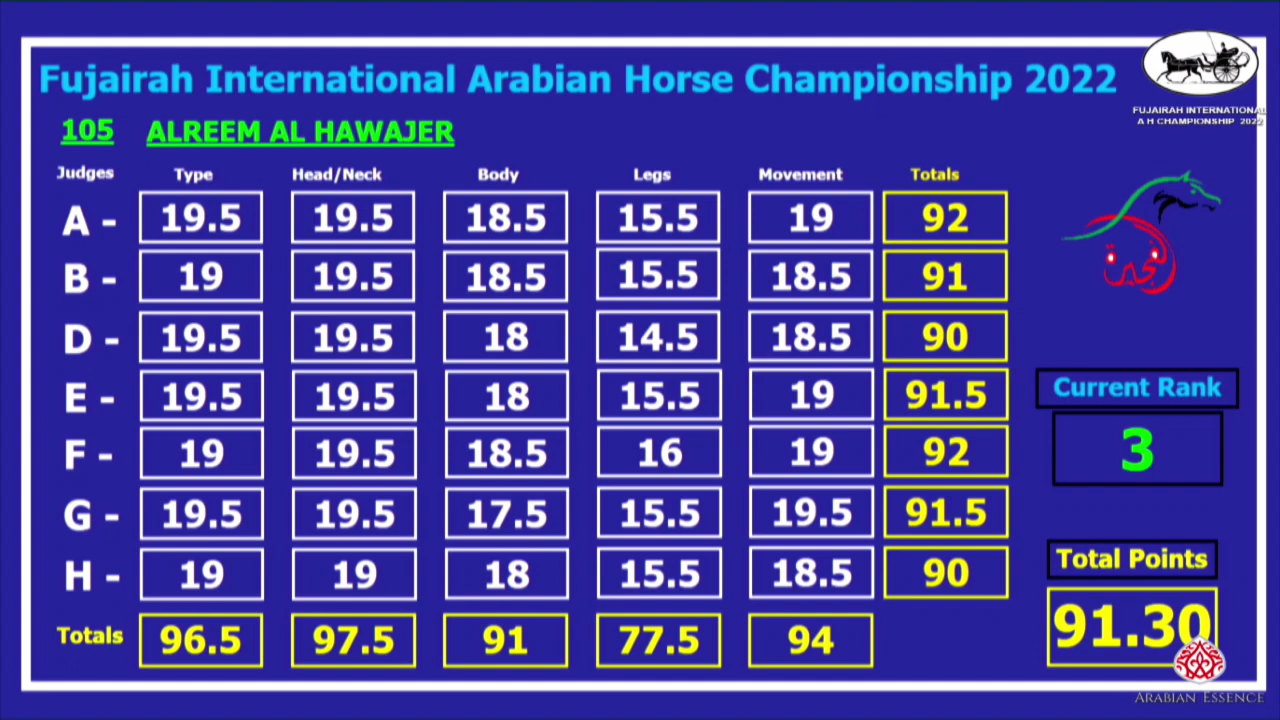 Fujairah International Arabian Horse Championship 2022
FUJAIRAH INTERNATIONAL
A H CHAMPIONSHIP 2022
105 ALREEM AL HAWAJER
Judges Type Head/Neck Body Legs Movement Totals
A - 19.5 19.5 18.5 15.5 19 92
B - 19 19.5 18.5 15.5 18.5 91
الفجيرة
D - 19.5 19.5 18 14.5 18.5 90
E - 19.5 19.5 18 15.5 19 91.5
Current Rank
F - 19 19.5 18.5 16 19 92
3
G - 19.5 19.5 17.5 15.5 19.5 91.5
H - 19 19 18 15.5 18.5 90
Total Points
Totals 96.5 97.5 91 77.5 94
91.30
ARABIAN ESSENCE